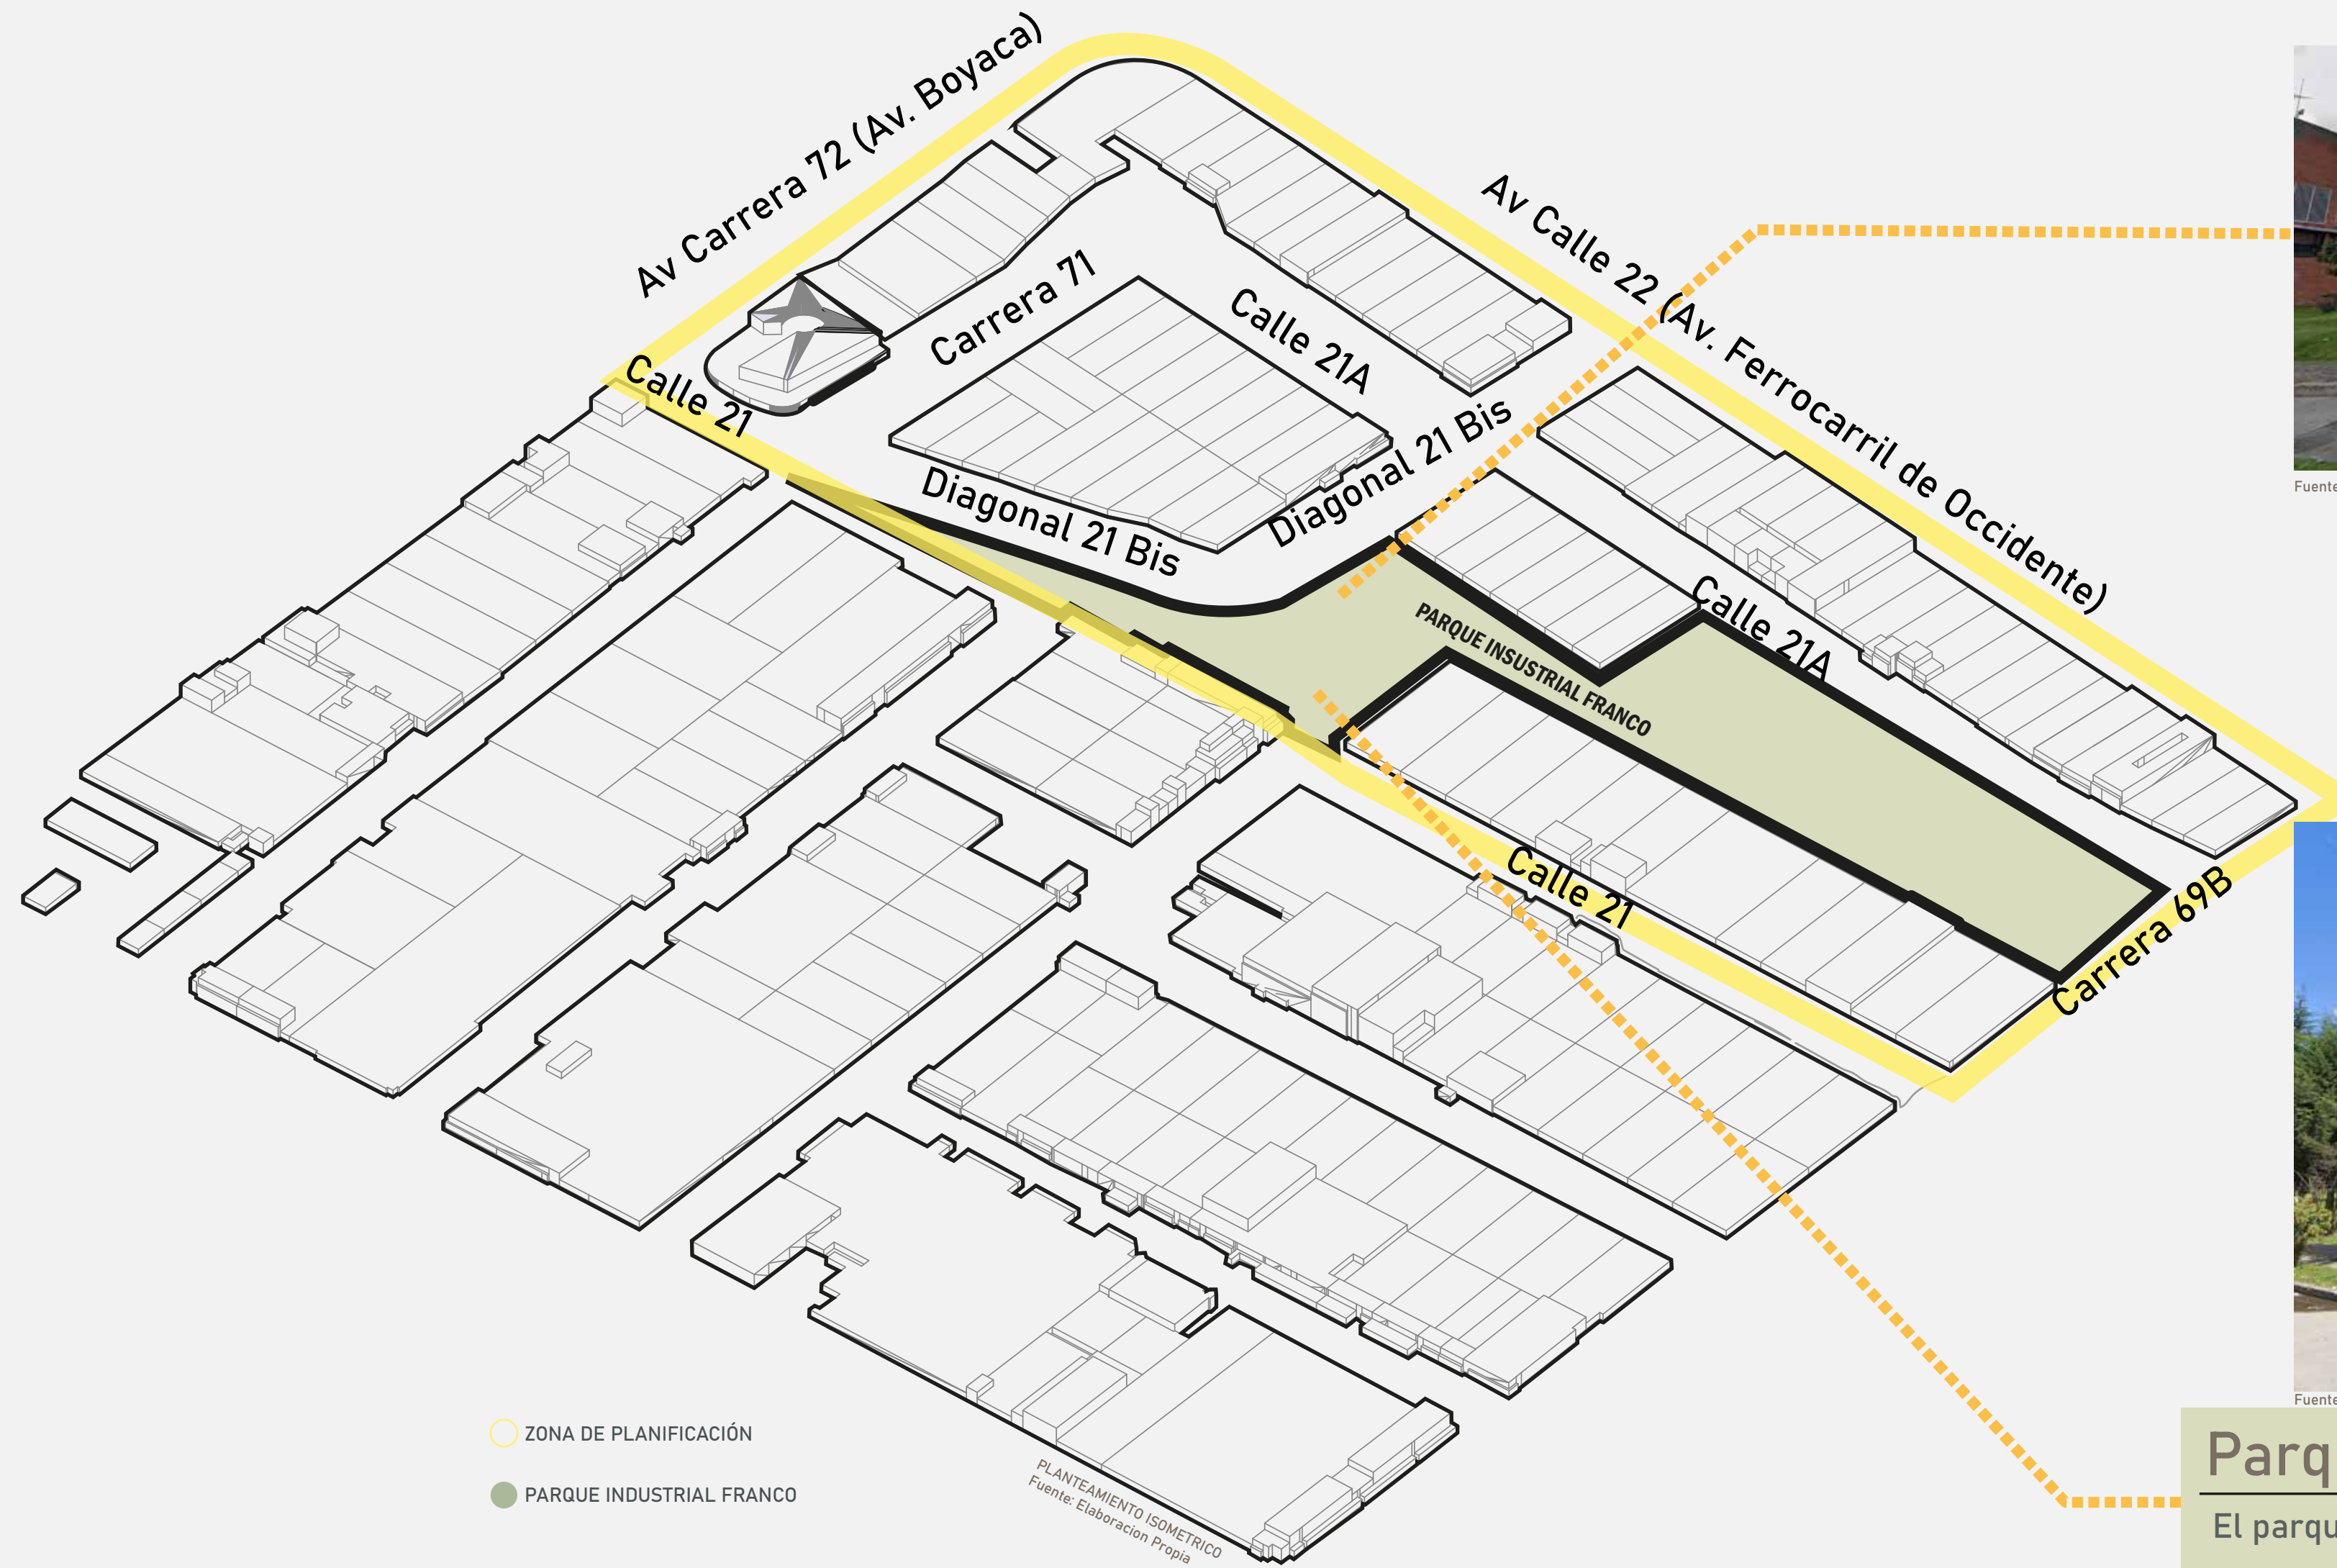 Av Carrera 72 (Av. Boyaca)
Av Calle 22 (Av. Ferrocarril de Occidente)
Carrera 71
Calle 21A
Calle 21
Diagonal 21 Bis
Diagonal 21 Bis
Fuente
Calle 21A
PARQUE INSUSTRIAL FRANCO
Calle 21
Carrera 69B
Fuente
ZONA DE PLANIFICACIÓN
PARQUE INDUSTRIAL FRANCO
PLANTEAMIENTO ISOMETRICO
Fuente: Elaboracion Propia
Parq
El parqu